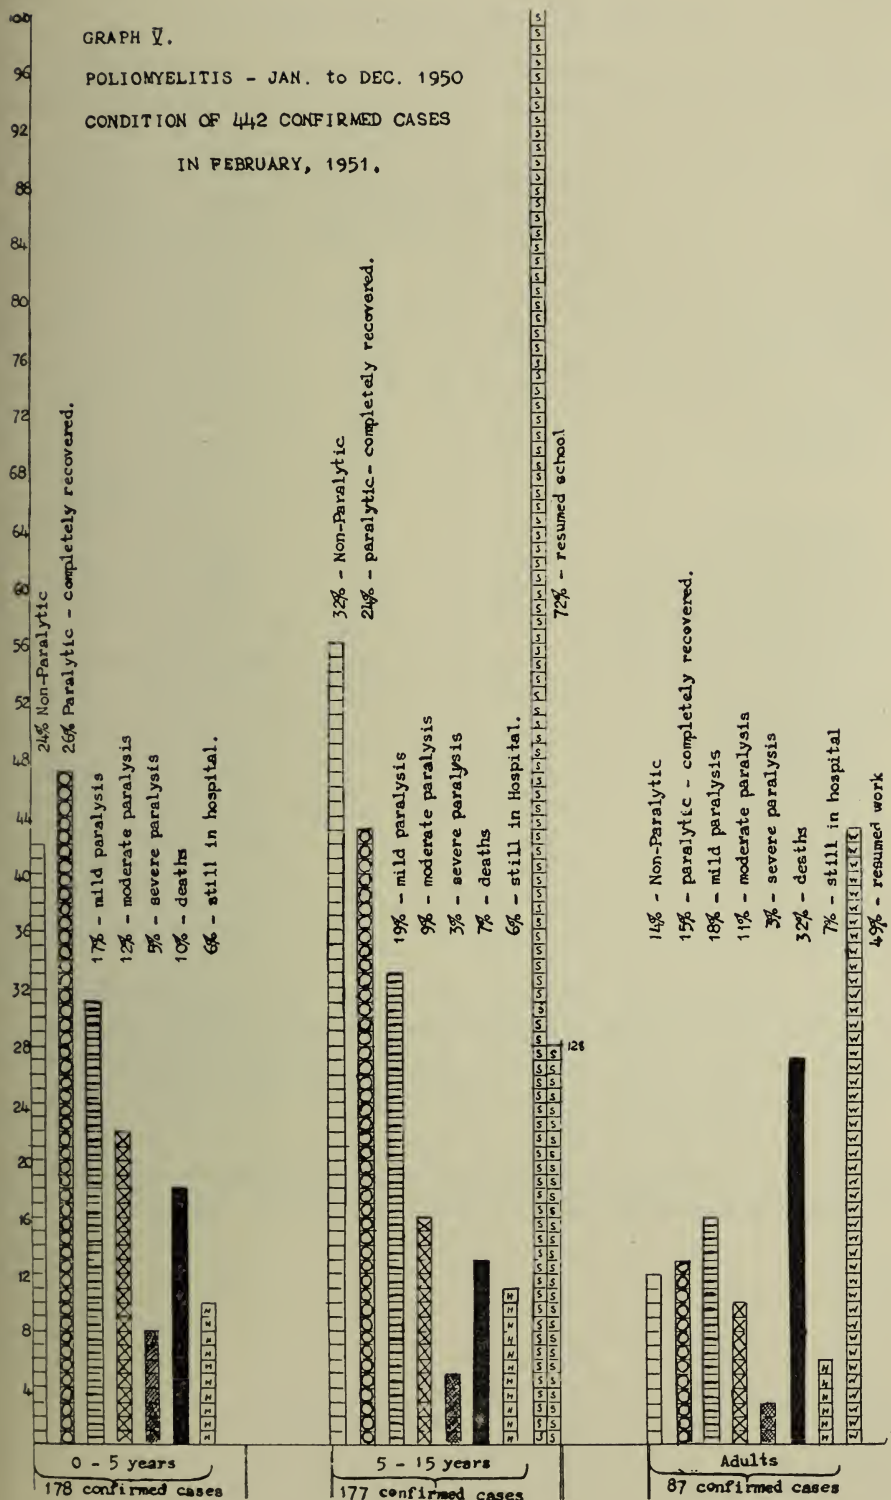 GRAPH V.
POLIOMYELITIS - JAN. to DEC. 1950
CONDITION OF 442 CONFIRMED CASES
IN FEBRUARY, 1951.
100
96
92
88
84
80
76
72
68
64
60
56
52
48
44
40
36
32
28
24
20
16
12
8
4
24% Non-Paralytic
26% Paralytic - completely recovered.
17% - mild paralysis
12% - moderate paralysis
5% - severe paralysis
10% - deaths
6% - still in hospital.
32% - Non-Paralytic
24% - paralytic - completely recovered.
19% - mild paralysis
9% - moderate paralysis
3% - severe paralysis
7% - deaths
6% - still in Hospital.
72% - resumed school
128
14% - Non-Paralytic
15% - paralytic - completely recovered.
18% - mild paralysis
11% - moderate paralysis
3% - severe paralysis
32% - deaths
7% - still in hospital
49% - resumed work
0 - 5 years
178 confirmed cases
5 - 15 years
177 confirmed cases
Adults
87 confirmed cases